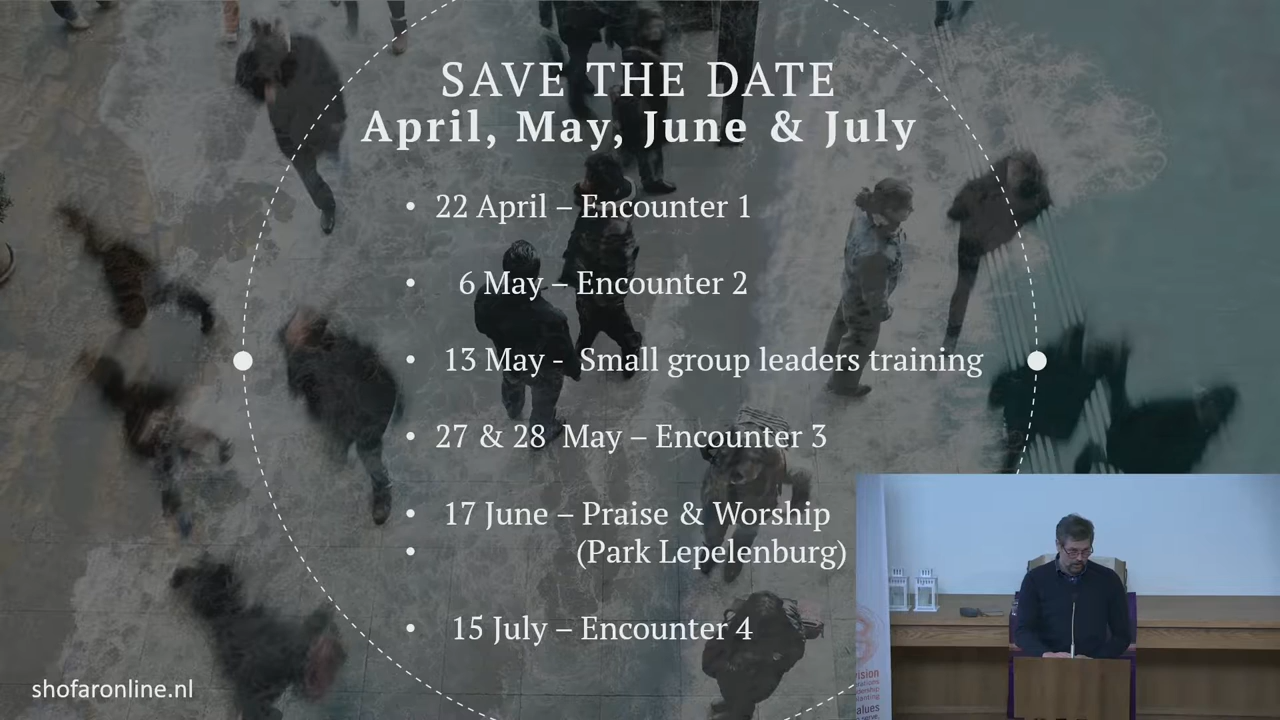 SAVE THE DATE
April, May, June & July
• 22 April – Encounter 1
• 6 May – Encounter 2
• 13 May - Small group leaders training
• 27 & 28 May – Encounter 3
• 17 June – Praise & Worship
• (Park Lepelenburg)
• 15 July – Encounter 4
shofaronline.nl
vision
values